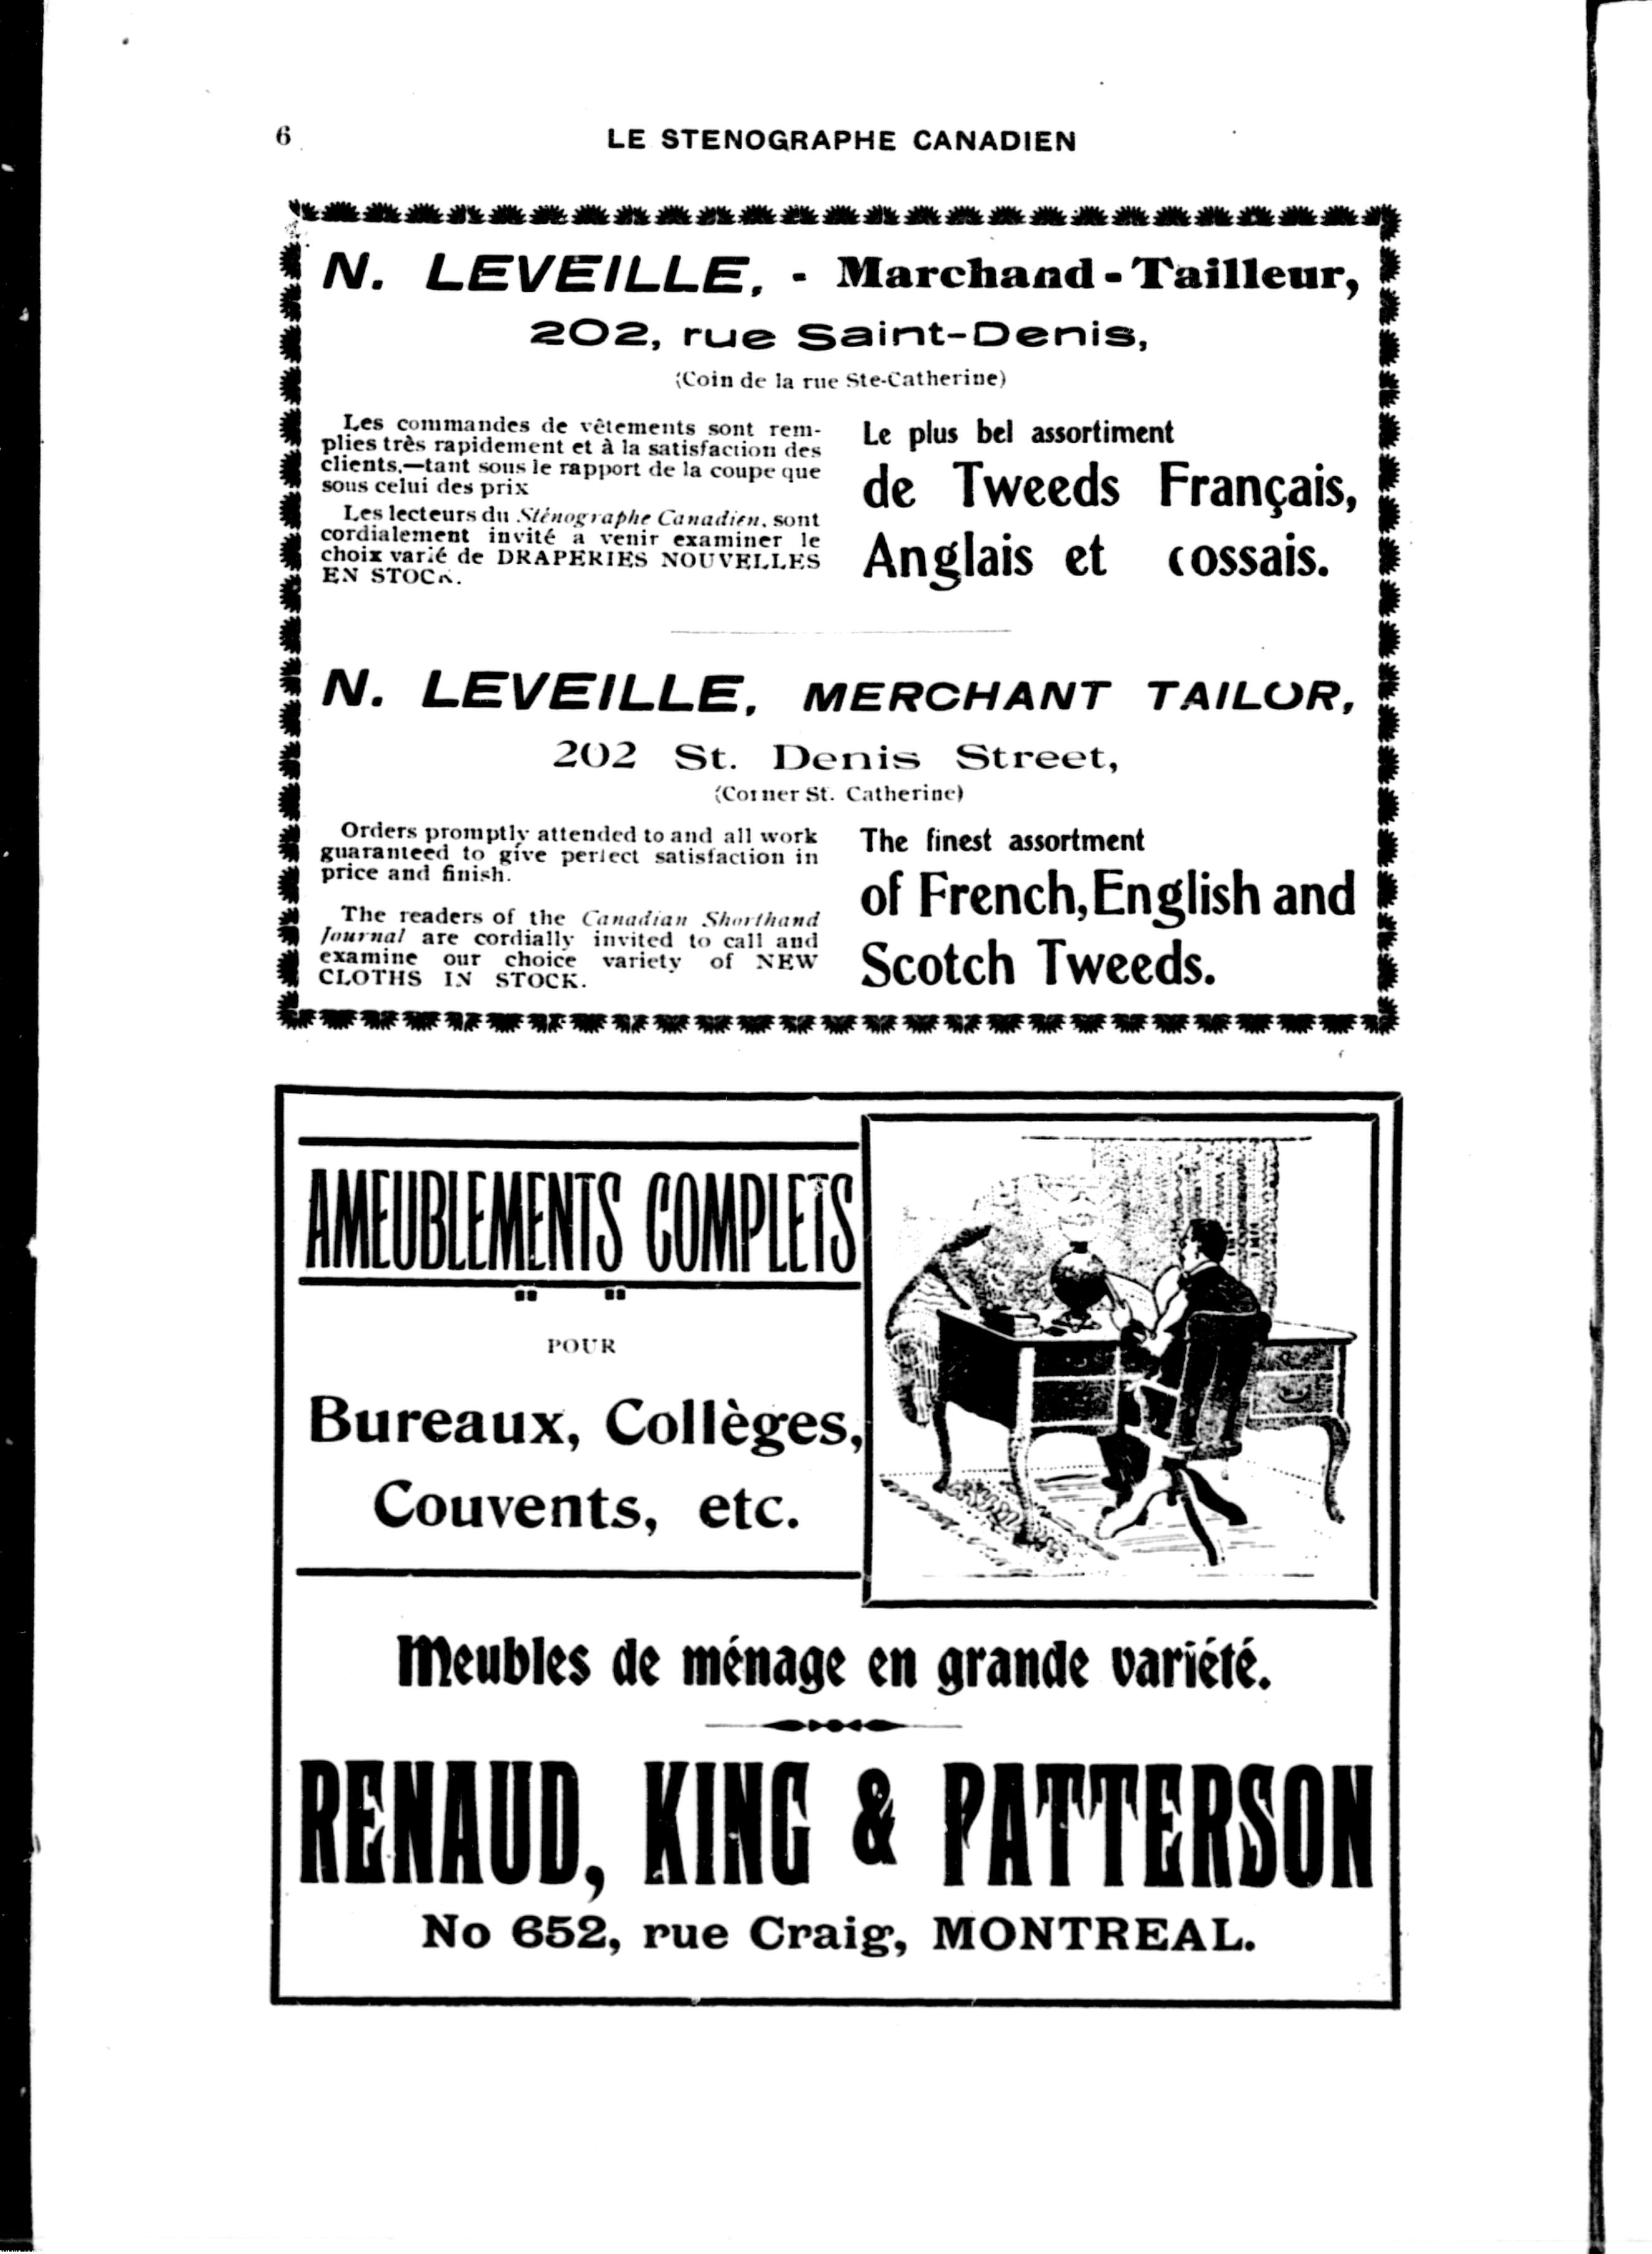 6
LE STENOGRAPHE CANADIEN
N. LEVEILLE, - Marchand-Tailleur,
202, rue Saint-Denis,
(Coin de la rue Ste-Catherine)
Les commandes de vêtements sont rem-
plies très rapidement et à la satisfaction des
clients,—tant sous le rapport de la coupe que
sous celui des prix
Les lecteurs du Sténographe Canadien, sont
cordialement invité a venir examiner le
choix varié de DRAPERIES NOUVELLES
EN STOCK.
Le plus bel assortiment
de Tweeds Français,
Anglais et cossais.
N. LEVEILLE, MERCHANT TAILOR,
202 St. Denis Street,
(Corner St. Catherine)
Orders promptly attended to and all work
guaranteed to give perfect satisfaction in
price and finish.
The readers of the Canadian Shorthand
Journal are cordially invited to call and
examine our choice variety of NEW
CLOTHS IN STOCK.
The finest assortment
of French, English and
Scotch Tweeds.
AMEUBLEMENTS COMPLETS
POUR
Bureaux, Collèges,
Couvents, etc.
Meubles de ménage en grande variété.
RENAUD, KING & PATTERSON
No 652, rue Craig, MONTREAL.